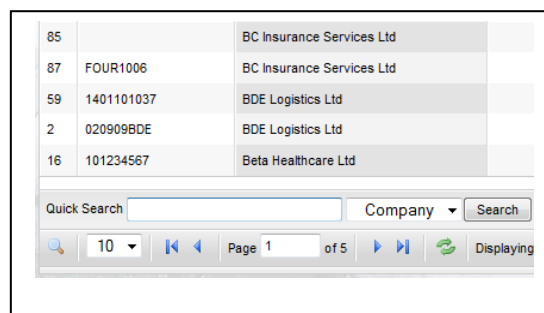 85 BC Insurance Services Ltd
87 FOUR1006 BC Insurance Services Ltd
59 1401101037 BDE Logistics Ltd
2 020909BDE BDE Logistics Ltd
16 101234567 Beta Healthcare Ltd
Quick Search Company Search
10 Page 1 of 5 Displaying